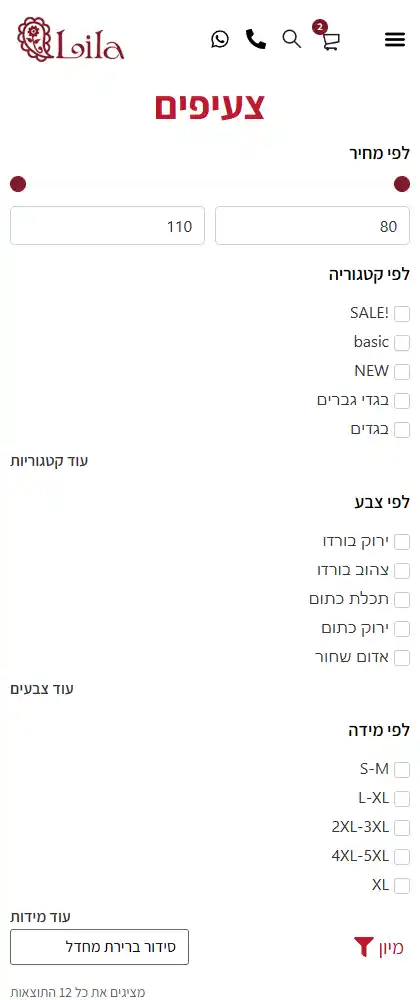 Lila
2
צעיפים
לפי מחיר
80
110
לפי קטגוריה
SALE!
basic
NEW
בגדי גברים
בגדים
עוד קטגוריות
לפי צבע
ירוק בורדו
צהוב בורדו
תכלת כתום
ירוק כתום
אדום שחור
עוד צבעים
לפי מידה
S-M
L-XL
2XL-3XL
4XL-5XL
XL
עוד מידות
מיון
סידור ברירת מחדל
מציגים את כל 12 התוצאות